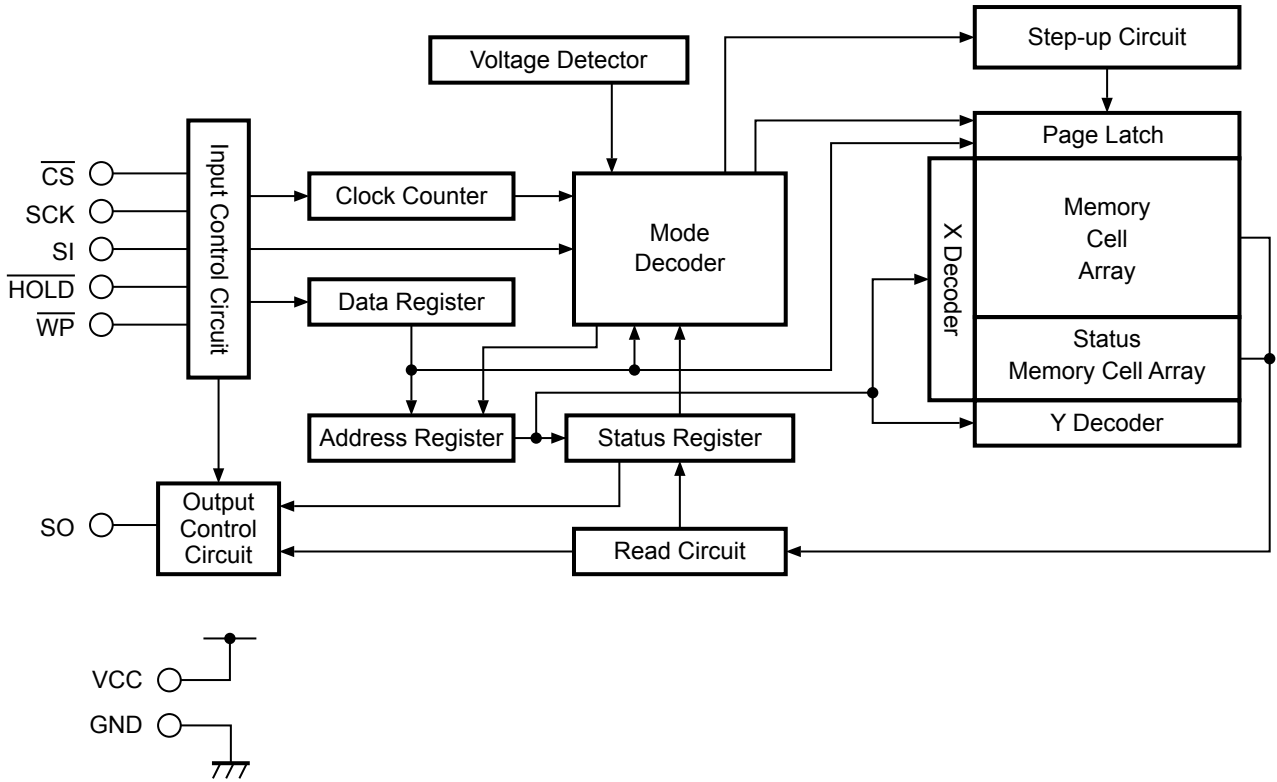 Step-up Circuit
Voltage Detector
Page Latch
Input Control Circuit
CS
SCK
SI
HOLD
WP
Clock Counter
Mode
Decoder
Data Register
X Decoder
Memory
Cell
Array
Status
Memory Cell Array
Y Decoder
Address Register
Status Register
SO
Output
Control
Circuit
Read Circuit
VCC
GND